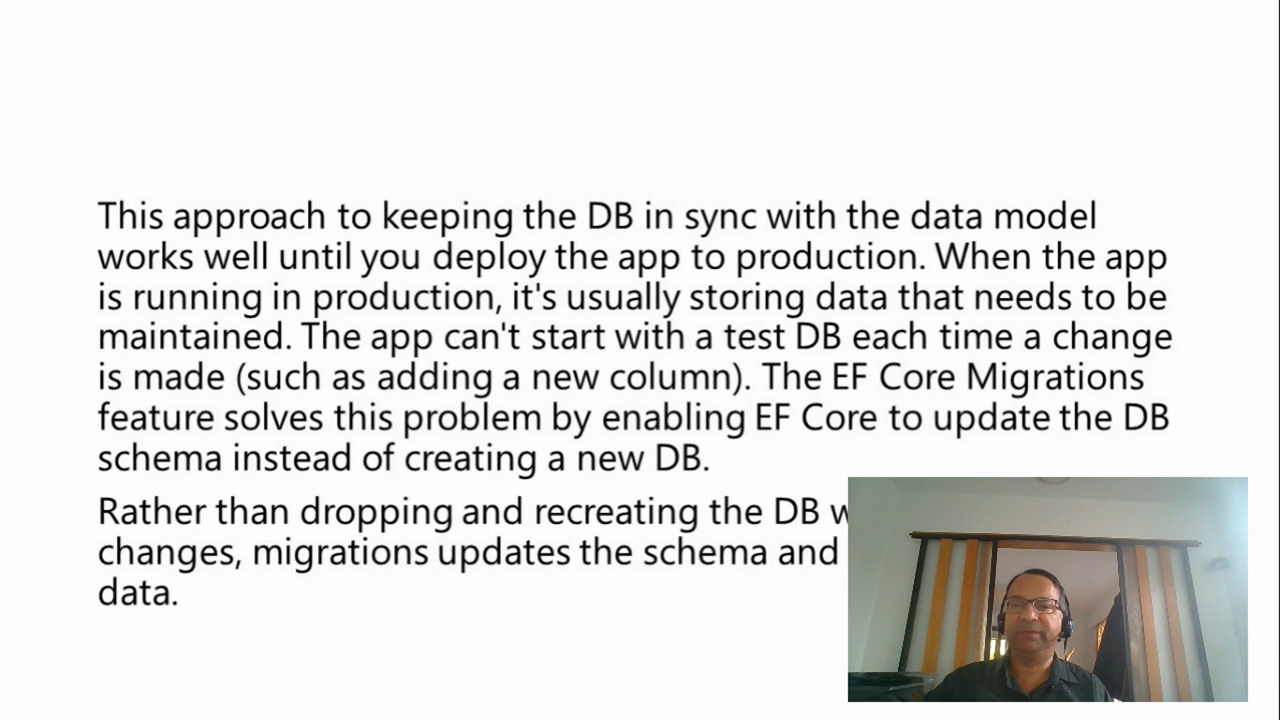 This approach to keeping the DB in sync with the data model
works well until you deploy the app to production. When the app
is running in production, it's usually storing data that needs to be
maintained. The app can't start with a test DB each time a change
is made (such as adding a new column). The EF Core Migrations
feature solves this problem by enabling EF Core to update the DB
schema instead of creating a new DB.
Rather than dropping and recreating the DB
changes, migrations updates the schema and
data.